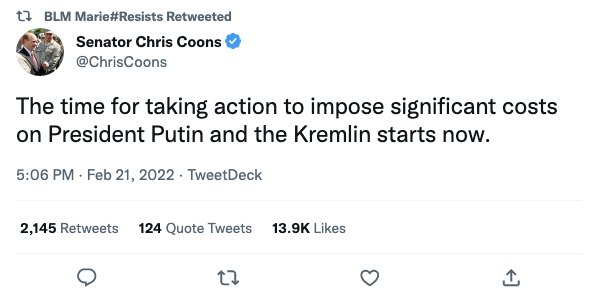 BLM Marie#Resists Retweeted
Senator Chris Coons
@ChrisCoons
The time for taking action to impose significant costs
on President Putin and the Kremlin starts now.
5:06 PM · Feb 21, 2022 · TweetDeck
2,145 Retweets 124 Quote Tweets 13.9K Likes